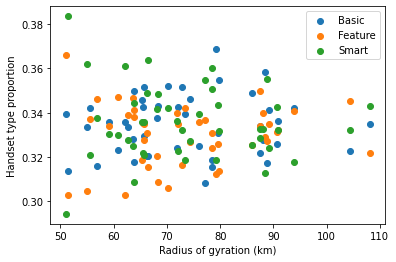 Basic
Feature
Smart
0.38
0.36
0.34
0.32
0.30
Handset type proportion
50 60 70 80 90 100 110
Radius of gyration (km)